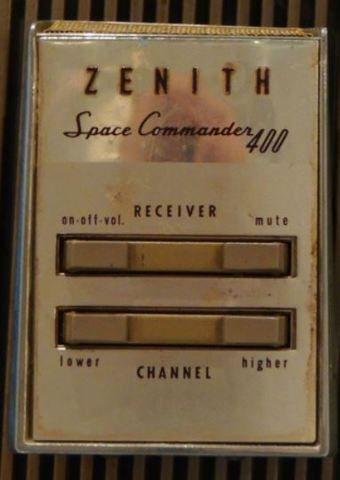 ZENITH
Space Commander 400
RECEIVER
on-off-vol. mute
lower higher
CHANNEL